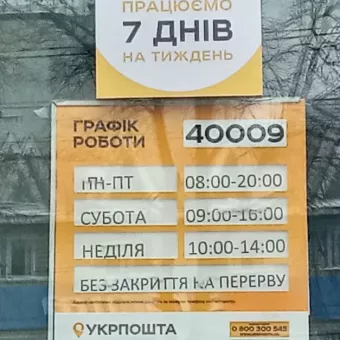 ПРАЦЮЄМО
7 ДНІВ
НА ТИЖДЕНЬ
ГРАФІК
РОБОТИ
40009
ПН-ПТ 08:00-20:00
СУБОТА 09:00-16:00
НЕДІЛЯ 10:00-14:00
БЕЗ ЗАКРИТТЯ НА ПЕРЕРВУ
УКРПОШТА
0 800 300 545